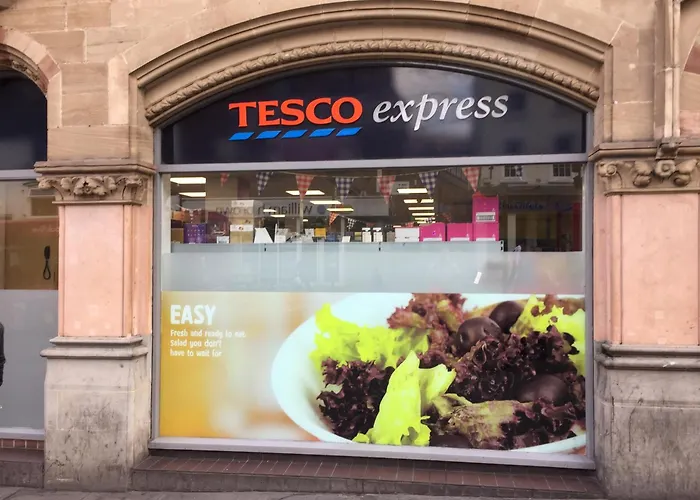 TESCO express
EASY
Fresh and ready to eat
Salad you don't
have to wait for